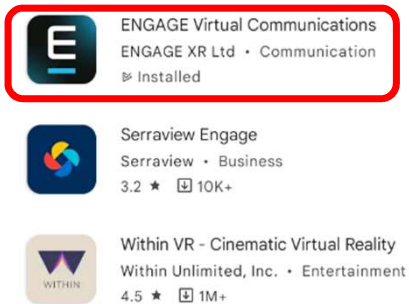 E
ENGAGE Virtual Communications
ENGAGE XR Ltd • Communication
Installed
Serraview Engage
Serraview • Business
3.2 ★ 10K+
WITHIN
Within VR - Cinematic Virtual Reality
Within Unlimited, Inc. • Entertainment
4.5 ★ 1M+